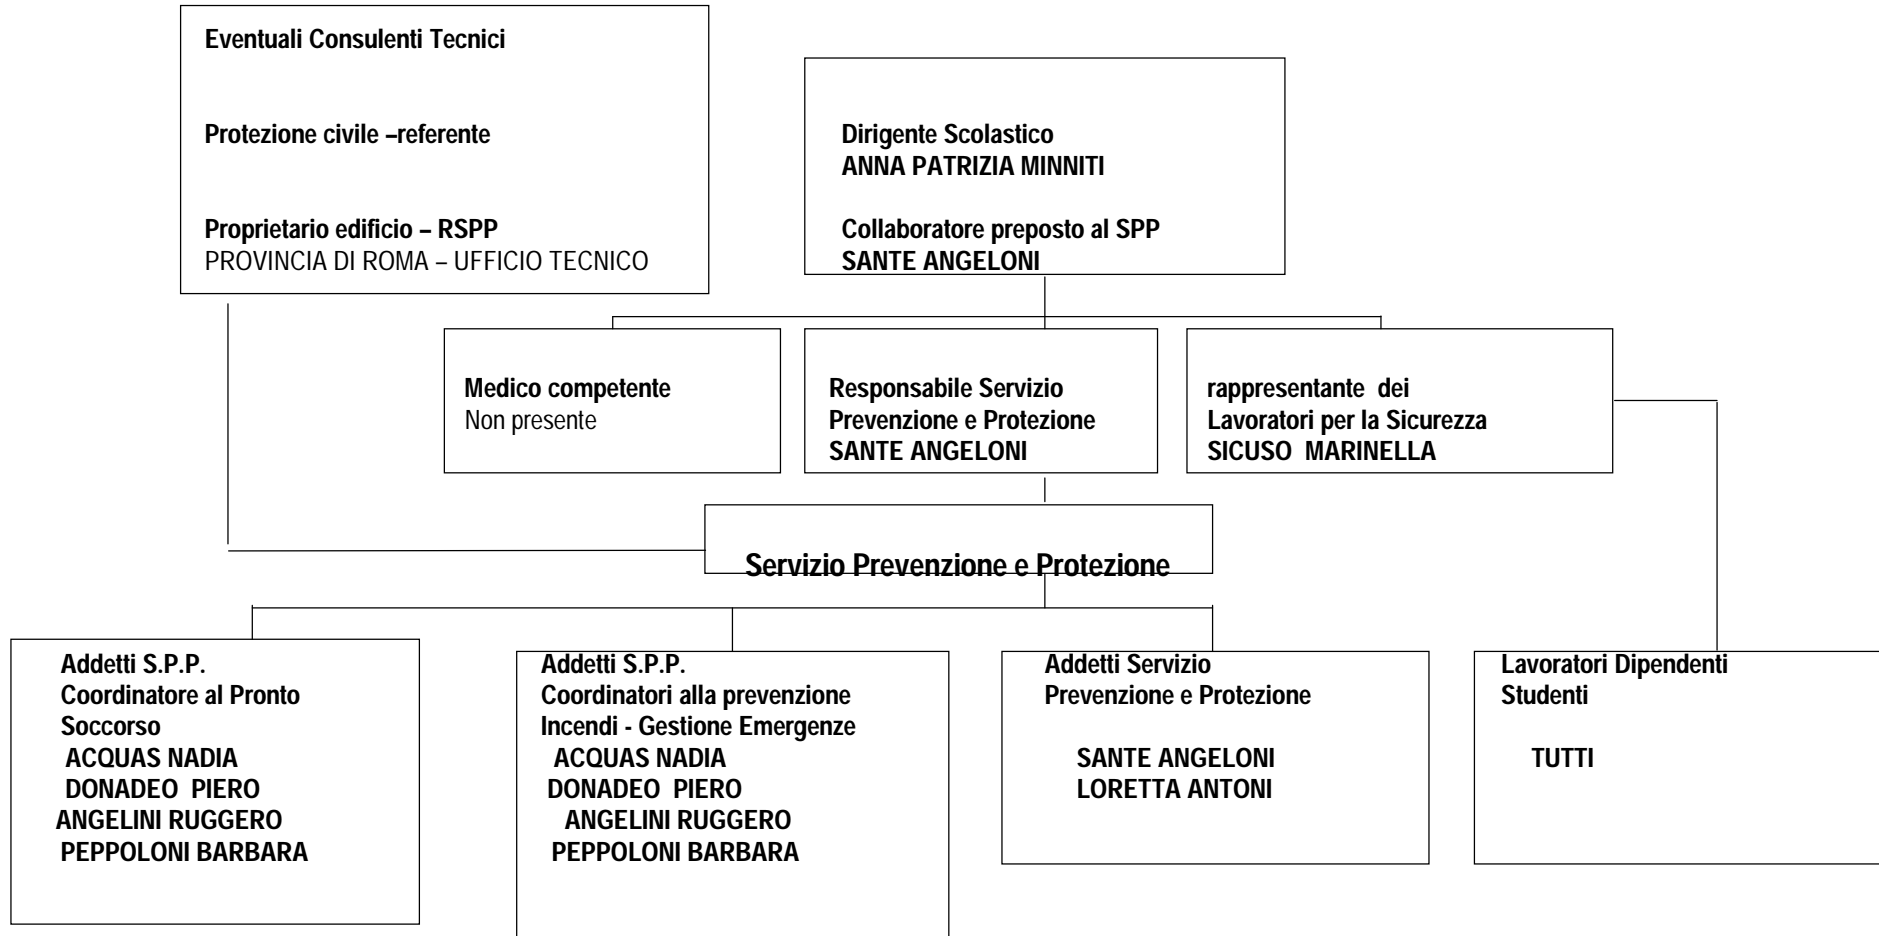 Eventuali Consulenti Tecnici
Protezione civile –referente
Proprietario edificio – RSPP
PROVINCIA DI ROMA – UFFICIO TECNICO
Dirigente Scolastico
ANNA PATRIZIA MINNITI
Collaboratore preposto al SPP
SANTE ANGELONI
Medico competente
Non presente
Responsabile Servizio
Prevenzione e Protezione
SANTE ANGELONI
rappresentante dei
Lavoratori per la Sicurezza
SICUSO MARINELLA
Servizio Prevenzione e Protezione
Addetti S.P.P.
Coordinatore al Pronto
Soccorso
ACQUAS NADIA
DONADEO PIERO
ANGELINI RUGGERO
PEPPOLONI BARBARA
Addetti S.P.P.
Coordinatori alla prevenzione
Incendi - Gestione Emergenze
ACQUAS NADIA
DONADEO PIERO
ANGELINI RUGGERO
PEPPOLONI BARBARA
Addetti Servizio
Prevenzione e Protezione
SANTE ANGELONI
LORETTA ANTONI
Lavoratori Dipendenti
Studenti
TUTTI